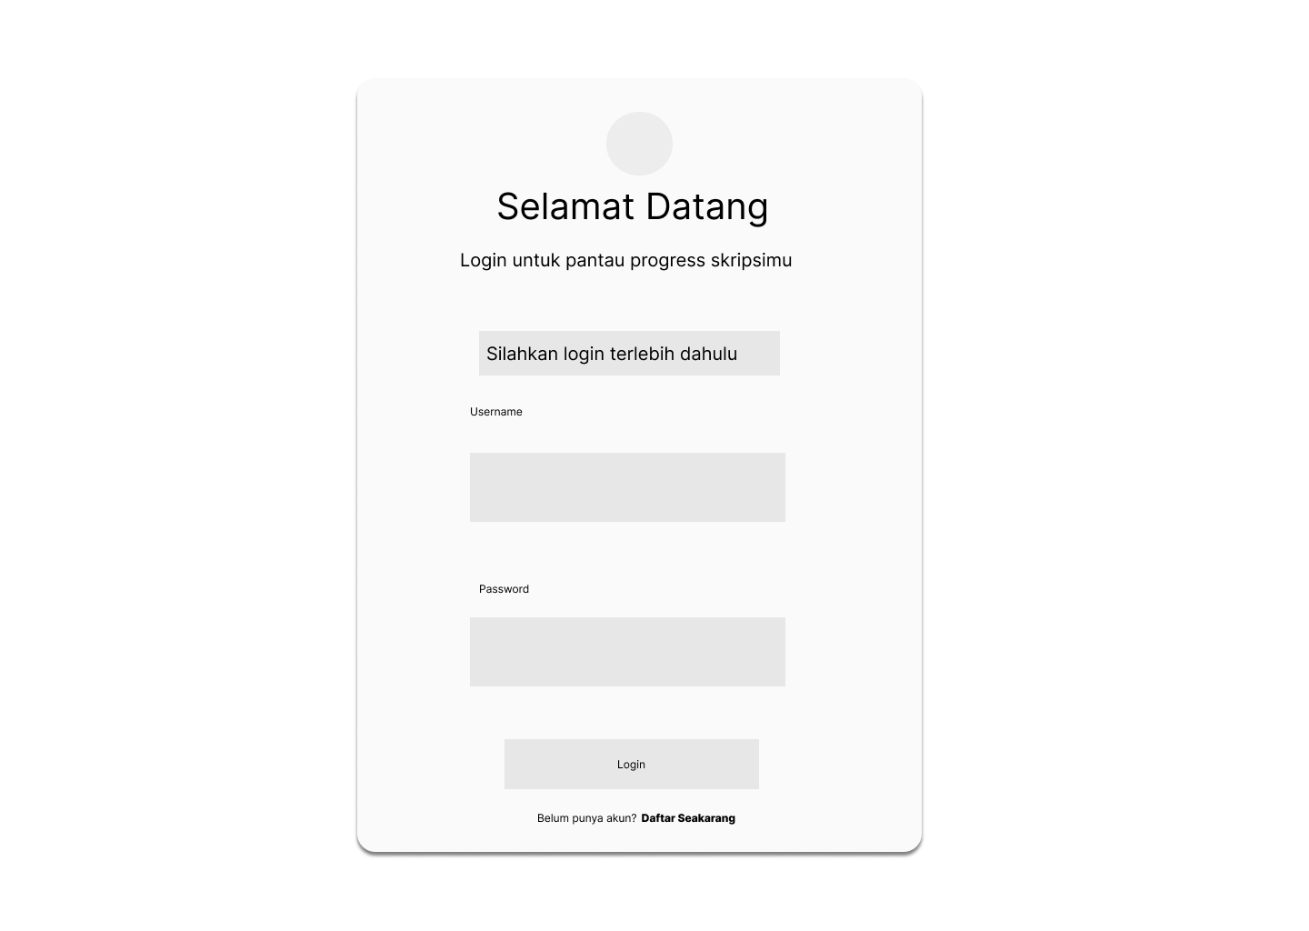 Selamat Datang
Login untuk pantau progress skripsimu
Silahkan login terlebih dahulu
Username
Password
Login
Belum punya akun? Daftar Seakarang